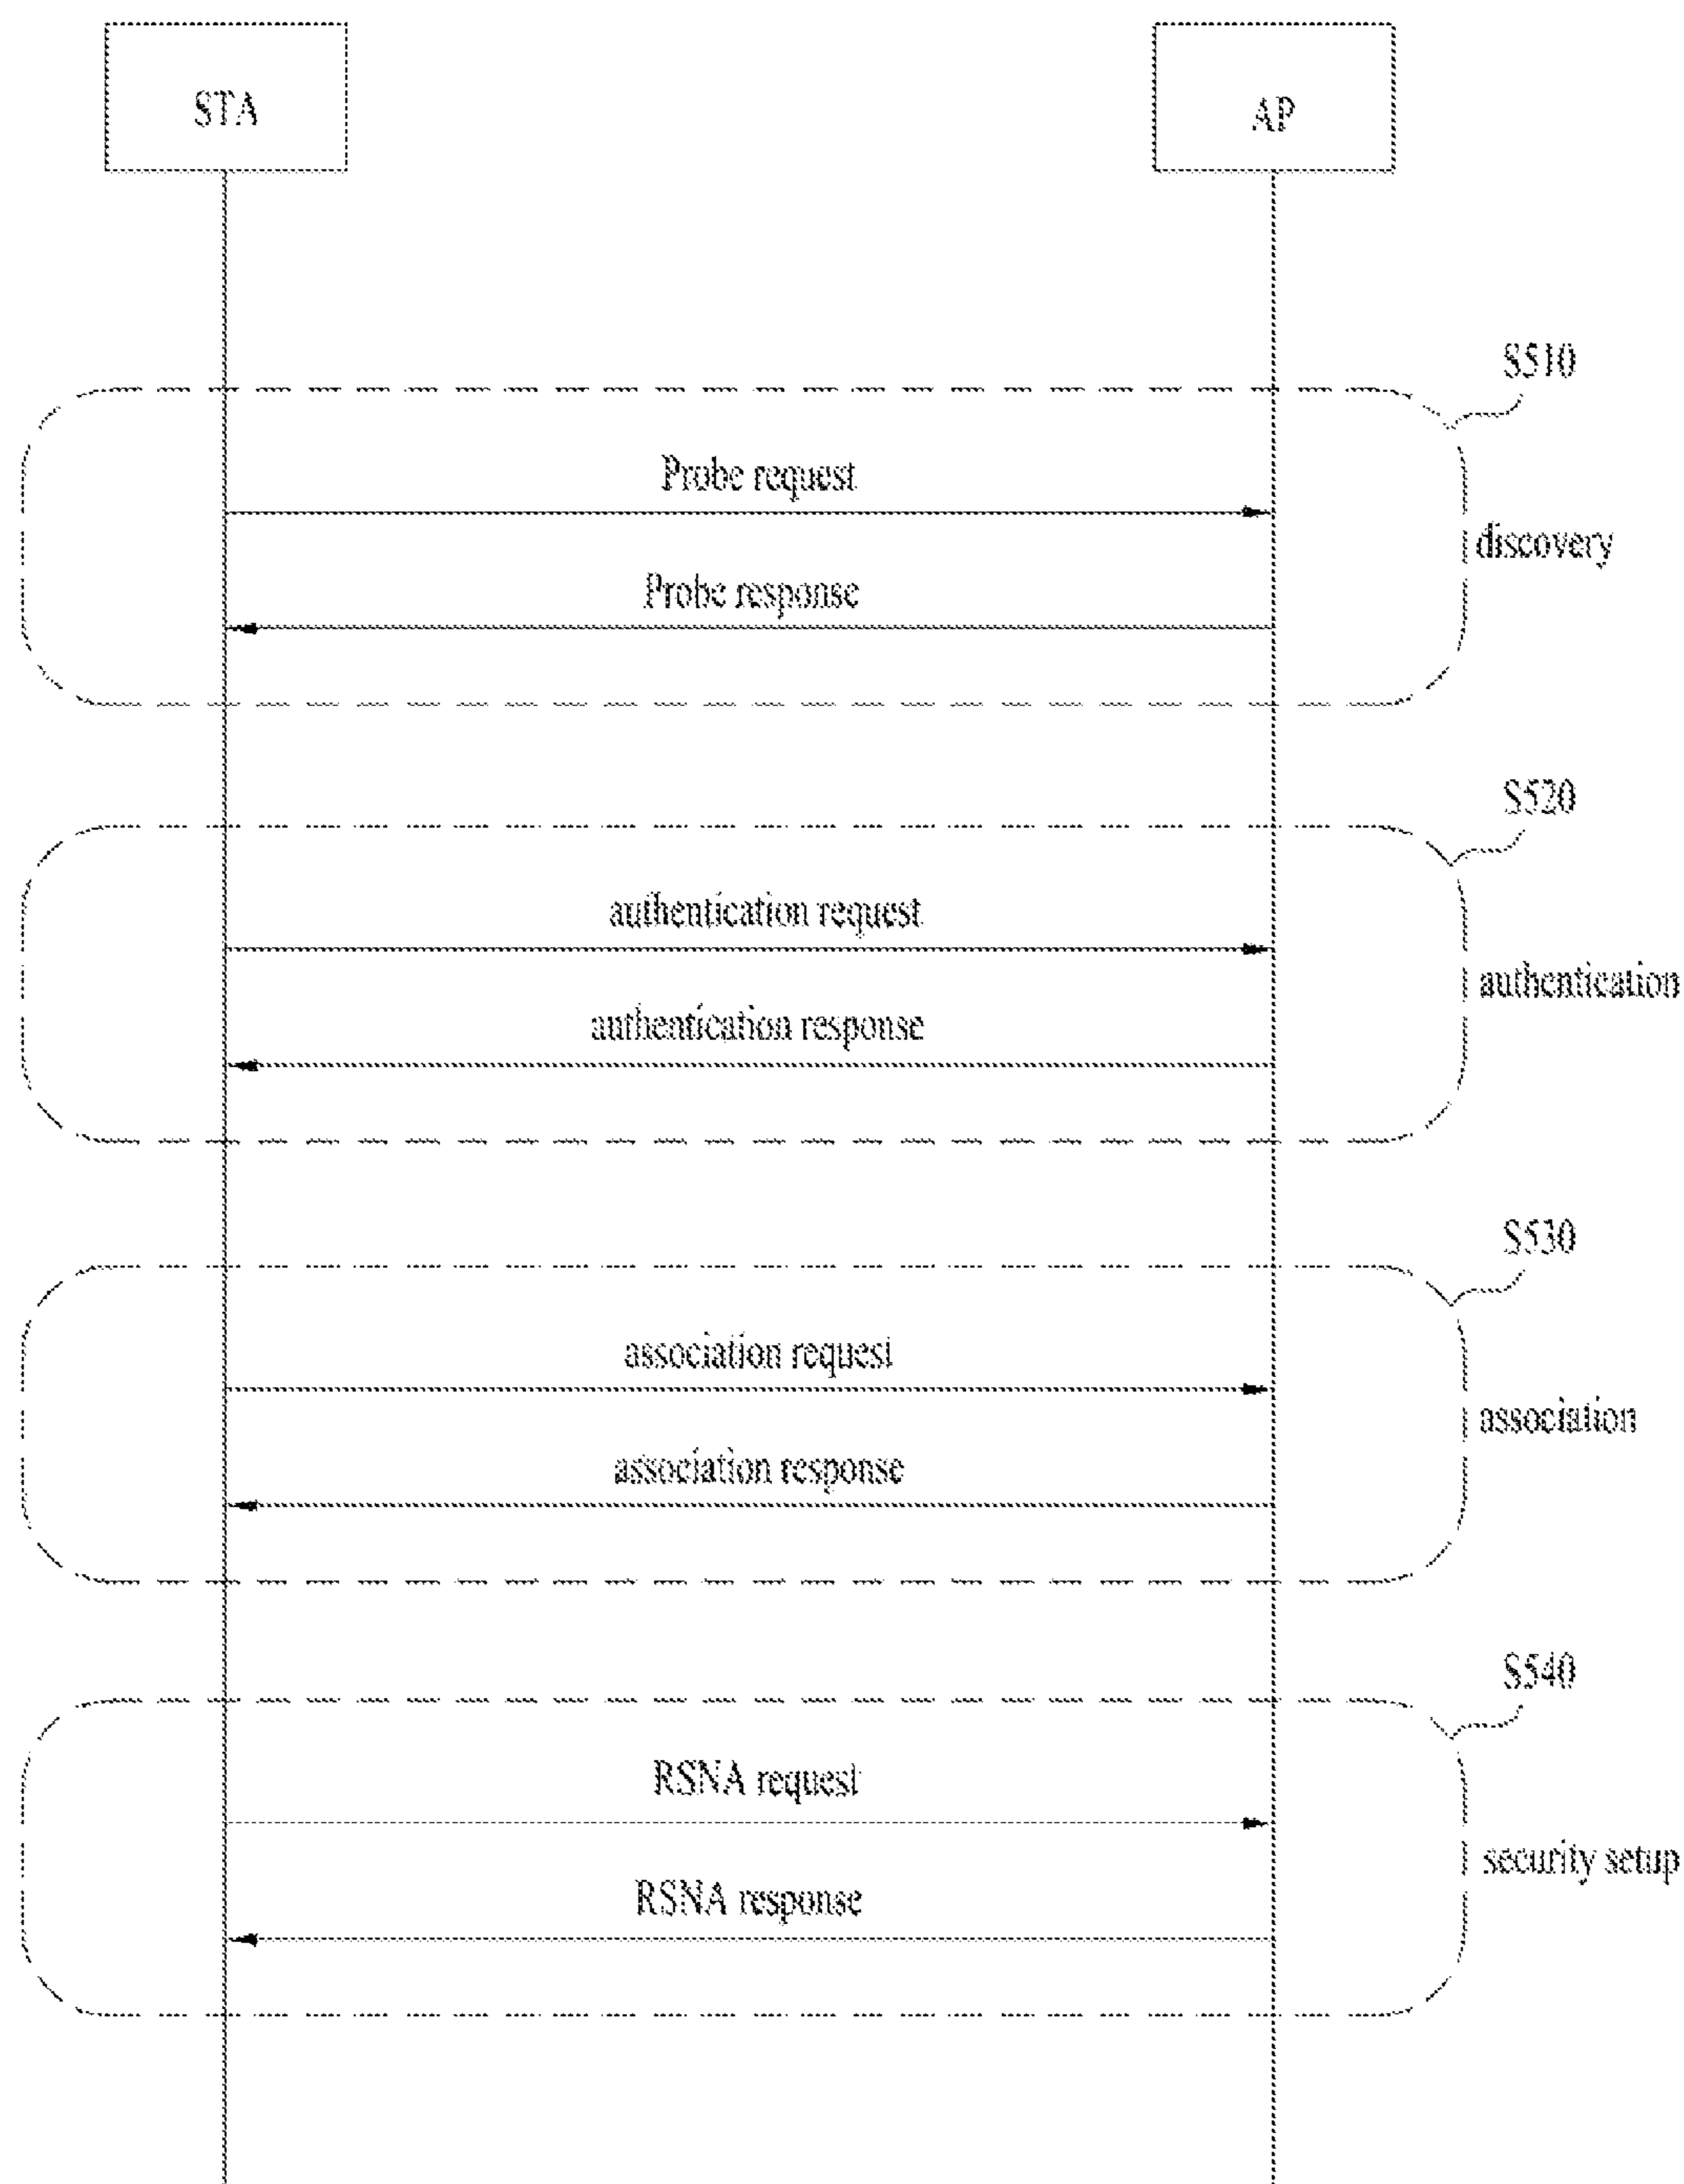 STA
AP
S510
Probe request
discovery
Probe response
S520
authentication request
authentication
authentication response
S530
association request
association
association response
S540
RSNA request
security setup
RSNA response